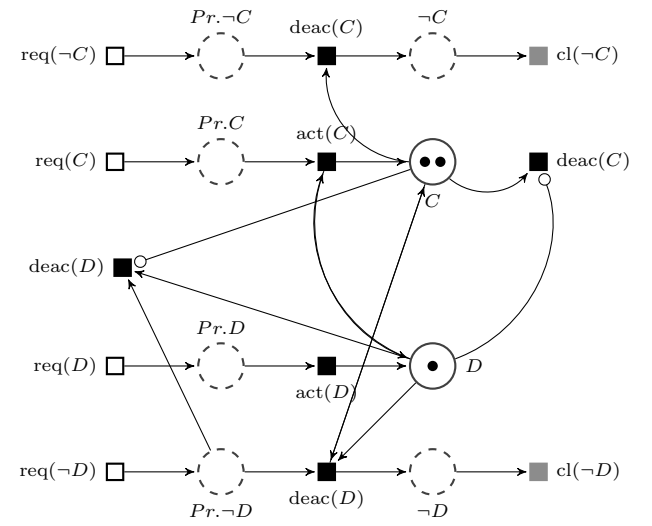 Pr.¬C
deac(C)
¬C
req(¬C)
cl(¬C)
Pr.C
act(C)
req(C)
deac(C)
C
deac(D)
Pr.D
req(D)
D
act(D)
req(¬D)
cl(¬D)
Pr.¬D
deac(D)
¬D